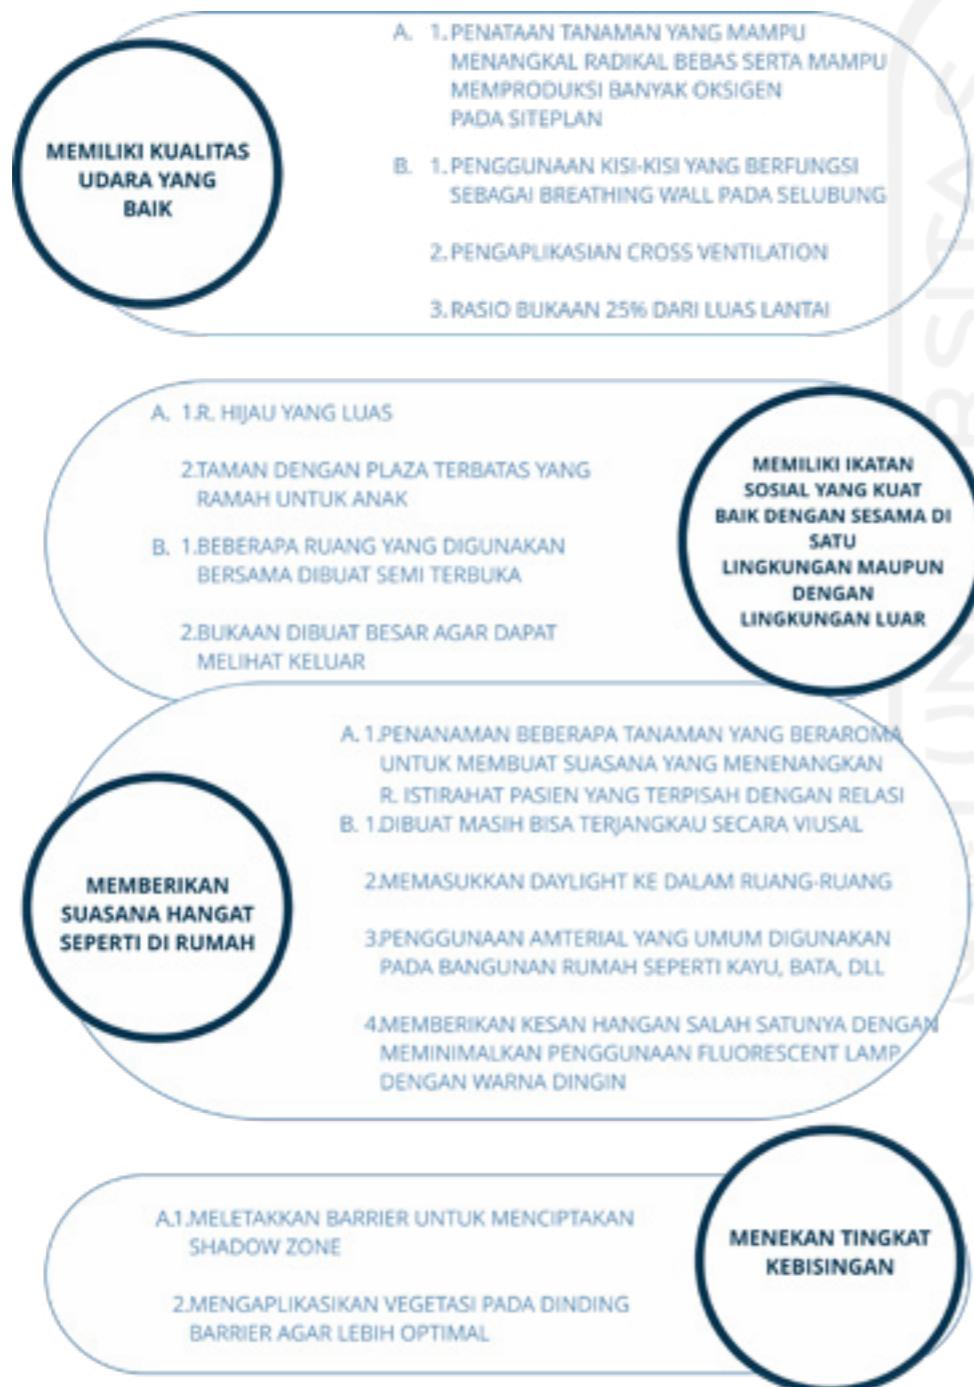 MEMILIKI KUALITAS
UDARA YANG
BAIK
A. 1. PENATAAN TANAMAN YANG MAMPU
MENANGKAL RADIKAL BEBAS SERTA MAMPU
MEMPRODUKSI BANYAK OKSIGEN
PADA SITEPLAN
B. 1. PENGGUNAAN KISI-KISI YANG BERFUNGSI
SEBAGAI BREATHING WALL PADA SELUBUNG
2. PENGAPLIKASIAN CROSS VENTILATION
3. RASIO BUKAAN 25% DARI LUAS LANTAI
A. 1.R. HIJAU YANG LUAS
2.TAMAN DENGAN PLAZA TERBATAS YANG
RAMAH UNTUK ANAK
B. 1.BEBERAPA RUANG YANG DIGUNAKAN
BERSAMA DIBUAT SEMI TERBUKA
2.BUKAAN DIBUAT BESAR AGAR DAPAT
MELIHAT KELUAR
MEMILIKI IKATAN
SOSIAL YANG KUAT
BAIK DENGAN SESAMA DI
SATU
LINGKUNGAN MAUPUN
DENGAN
LINGKUNGAN LUAR
MEMBERIKAN
SUASANA HANGAT
SEPERTI DI RUMAH
A. 1.PENANAMAN BEBERAPA TANAMAN YANG BERAROMA
UNTUK MEMBUAT SUASANA YANG MENENANGKAN
R. ISTIRAHAT PASIEN YANG TERPISAH DENGAN RELASI
B. 1.DIBUAT MASIH BISA TERJANGKAU SECARA VIUSAL
2.MEMASUKKAN DAYLIGHT KE DALAM RUANG-RUANG
3.PENGGUNAAN AMTERIAL YANG UMUM DIGUNAKAN
PADA BANGUNAN RUMAH SEPERTI KAYU, BATA, DLL
4.MEMBERIKAN KESAN HANGAN SALAH SATUNYA DENGAN
MEMINIMALKAN PENGGUNAAN FLUORESCENT LAMP
DENGAN WARNA DINGIN
A.1.MELETAKKAN BARRIER UNTUK MENCIPTAKAN
SHADOW ZONE
2.MENGAPLIKASIKAN VEGETASI PADA DINDING
BARRIER AGAR LEBIH OPTIMAL
MENEKAN TINGKAT
KEBISINGAN